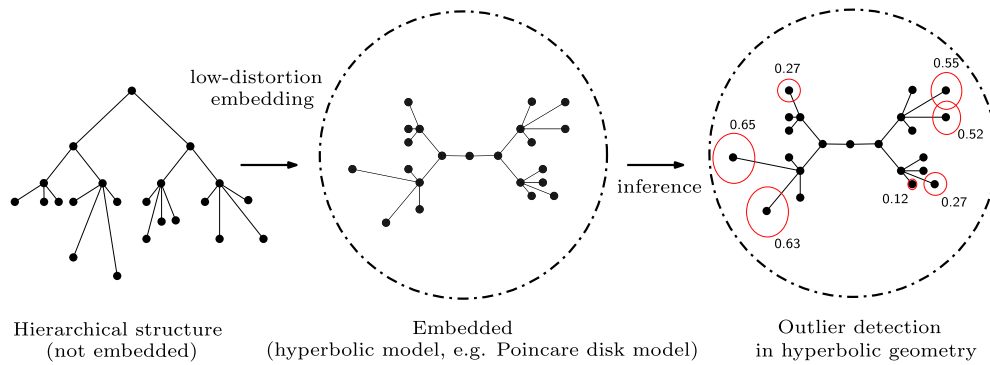 low-distortion
embedding
0.27
0.55
0.52
0.65
inference
0.12
0.27
0.63
Hierarchical structure
(not embedded)
Embedded
(hyperbolic model, e.g. Poincare disk model)
Outlier detection
in hyperbolic geometry